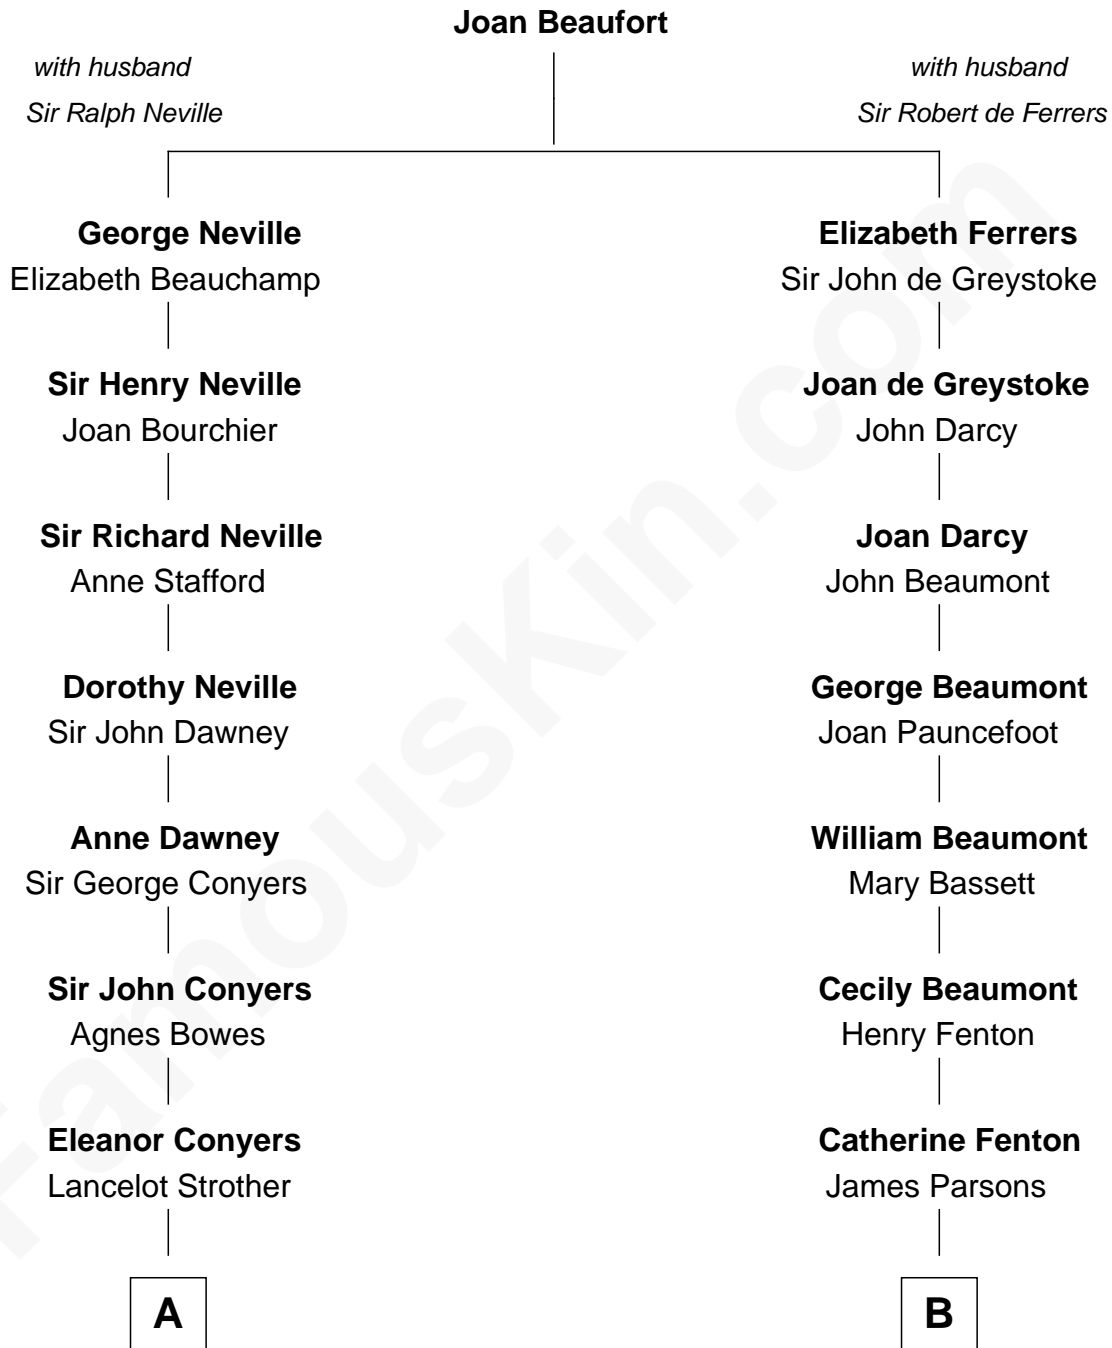 Joan Beaufort
with husband
Sir Ralph Neville
with husband
Sir Robert de Ferrers
George Neville
Elizabeth Beauchamp
Sir Henry Neville
Joan Bourchier
Sir Richard Neville
Anne Stafford
Dorothy Neville
Sir John Dawney
Anne Dawney
Sir George Conyers
Sir John Conyers
Agnes Bowes
Eleanor Conyers
Lancelot Strother
A
Elizabeth Ferrers
Sir John de Greystoke
Joan de Greystoke
John Darcy
Joan Darcy
John Beaumont
George Beaumont
Joan Pauncefoot
William Beaumont
Mary Bassett
Cecily Beaumont
Henry Fenton
Catherine Fenton
James Parsons
B
FamousKin.com